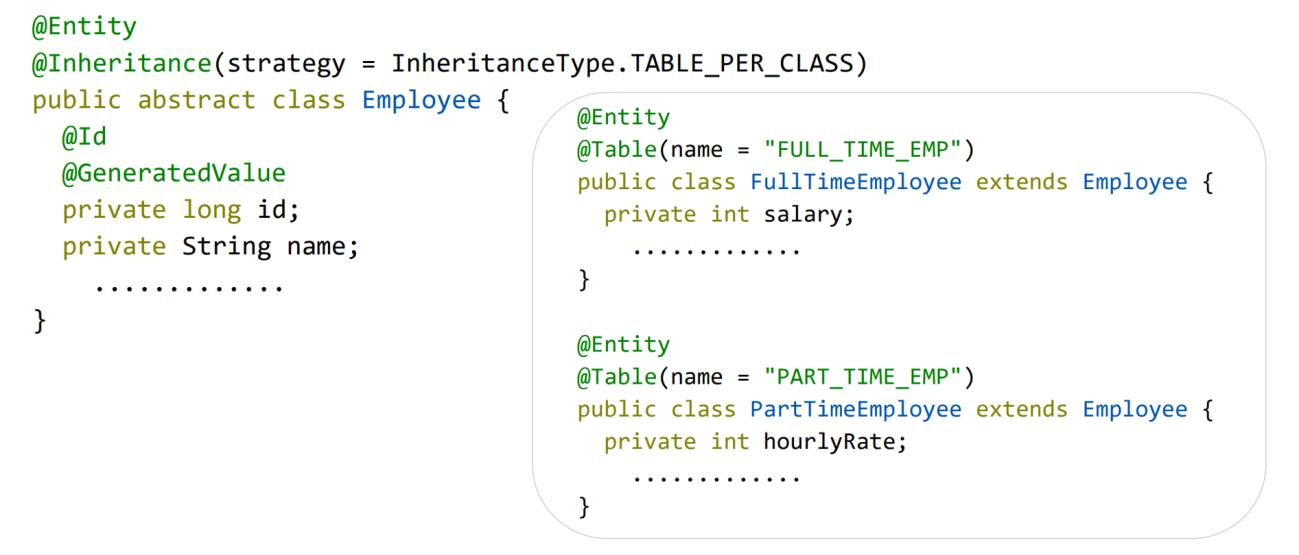 @Entity
@Inheritance(strategy = InheritanceType.TABLE_PER_CLASS)
public abstract class Employee {
@Id
@GeneratedValue
private long id;
private String name;
.............
}
@Entity
@Table(name = "FULL_TIME_EMP")
public class FullTimeEmployee extends Employee {
private int salary;
.............
}
@Entity
@Table(name = "PART_TIME_EMP")
public class PartTimeEmployee extends Employee {
private int hourlyRate;
.............
}